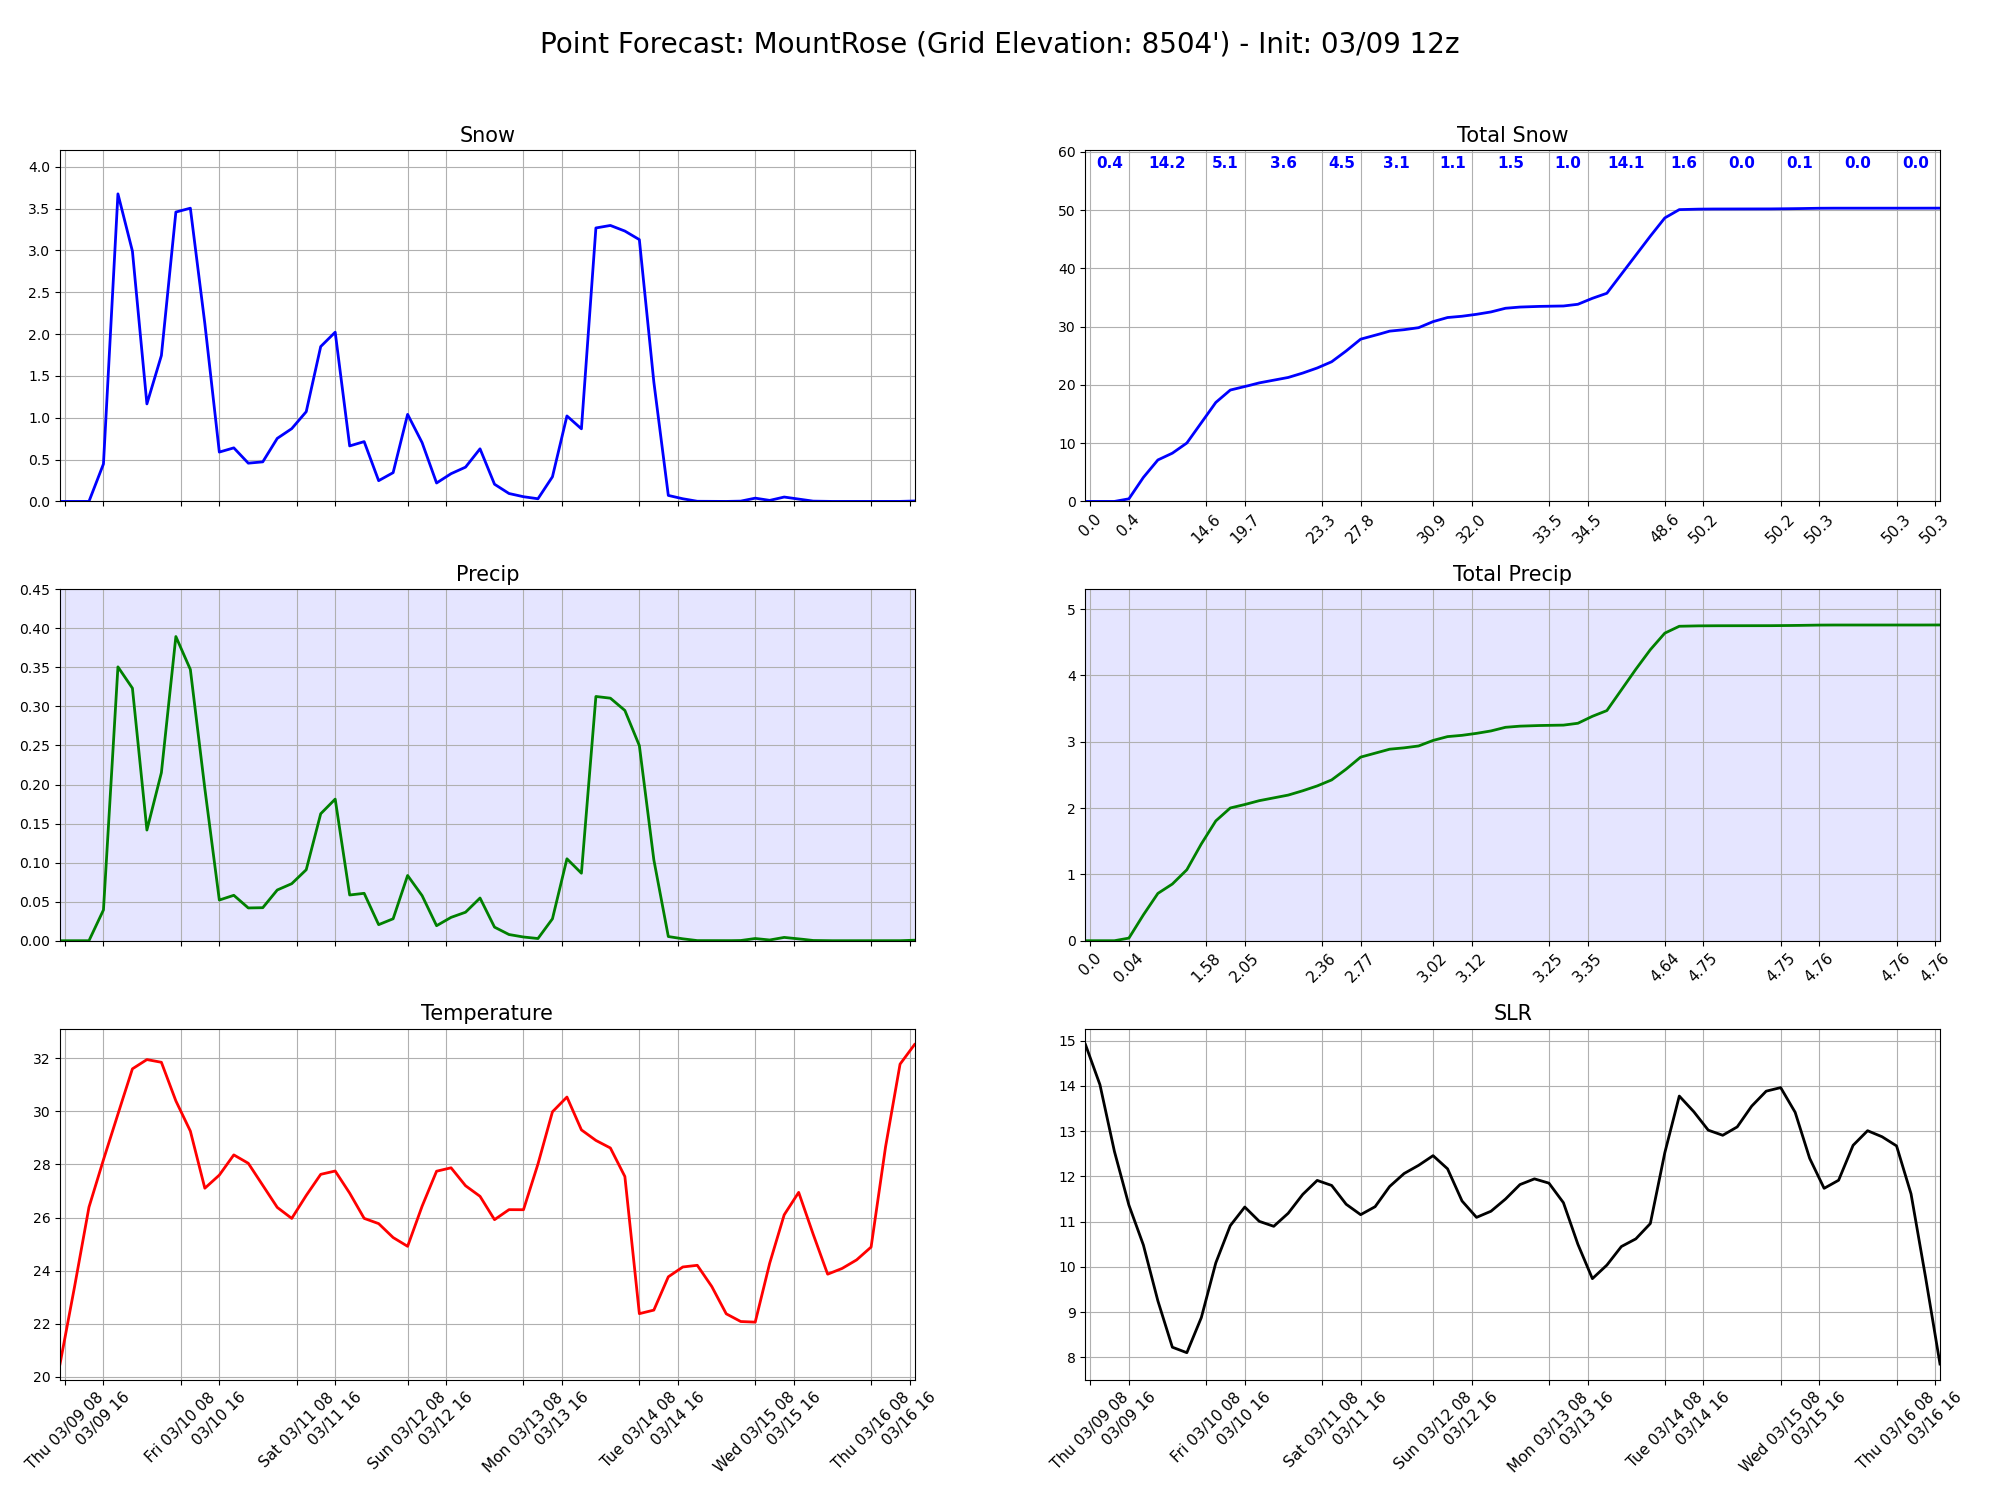 Point Forecast: MountRose (Grid Elevation: 8504') - Init: 03/09 12z
Snow
4.0
3.5
3.0
2.5
2.0
1.5
1.0
0.5
0.0
Total Snow
60
50
40
30
20
10
0
0.4 14.2 5.1 3.6 4.5 3.1 1.1 1.5 1.0 14.1 1.6 0.0 0.1 0.0 0.0
0.0 0.4 14.6 19.7 23.3 27.8 30.9 32.0 33.5 34.5 48.6 50.2 50.2 50.3 50.3 50.3
Precip
0.45
0.40
0.35
0.30
0.25
0.20
0.15
0.10
0.05
0.00
Total Precip
5
4
3
2
1
0
0.0 0.04 1.58 2.05 2.36 2.77 3.02 3.12 3.25 3.35 4.64 4.75 4.75 4.76 4.76 4.76
Temperature
32
30
28
26
24
22
20
Thu 03/09 08
03/09 16
Fri 03/10 08
03/10 16
Sat 03/11 08
03/11 16
Sun 03/12 08
03/12 16
Mon 03/13 08
03/13 16
Tue 03/14 08
03/14 16
Wed 03/15 08
03/15 16
Thu 03/16 08
03/16 16
SLR
15
14
13
12
11
10
9
8
Thu 03/09 08
03/09 16
Fri 03/10 08
03/10 16
Sat 03/11 08
03/11 16
Sun 03/12 08
03/12 16
Mon 03/13 08
03/13 16
Tue 03/14 08
03/14 16
Wed 03/15 08
03/15 16
Thu 03/16 08
03/16 16